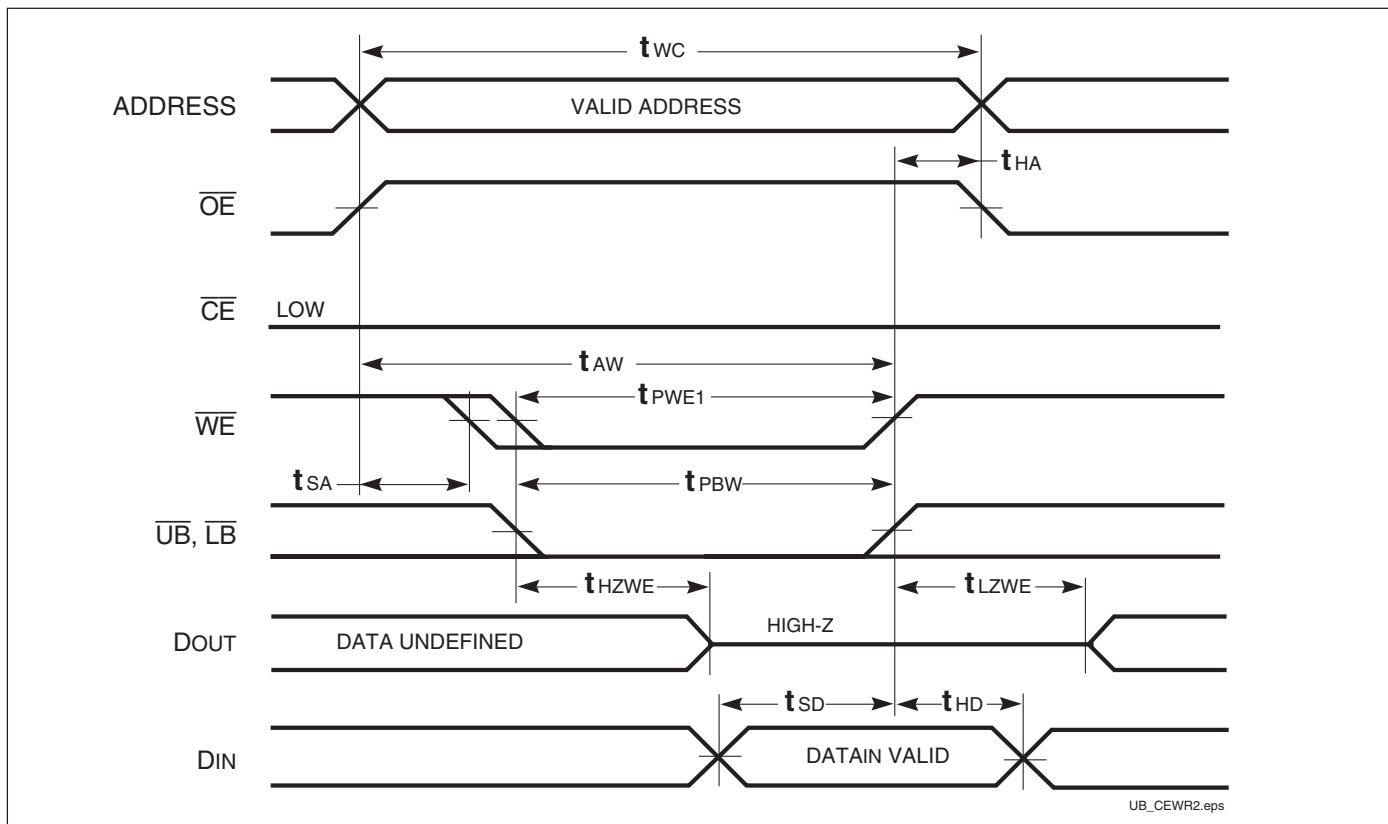 tWC
ADDRESS
VALID ADDRESS
tHA
OE
CE
LOW
tAW
tPWE1
WE
tSA
tPBW
UB, LB
tHZWE
tLZWE
DOUT
DATA UNDEFINED
HIGH-Z
tSD
tHD
DIN
DATAIN VALID
UB_CEWR2.eps